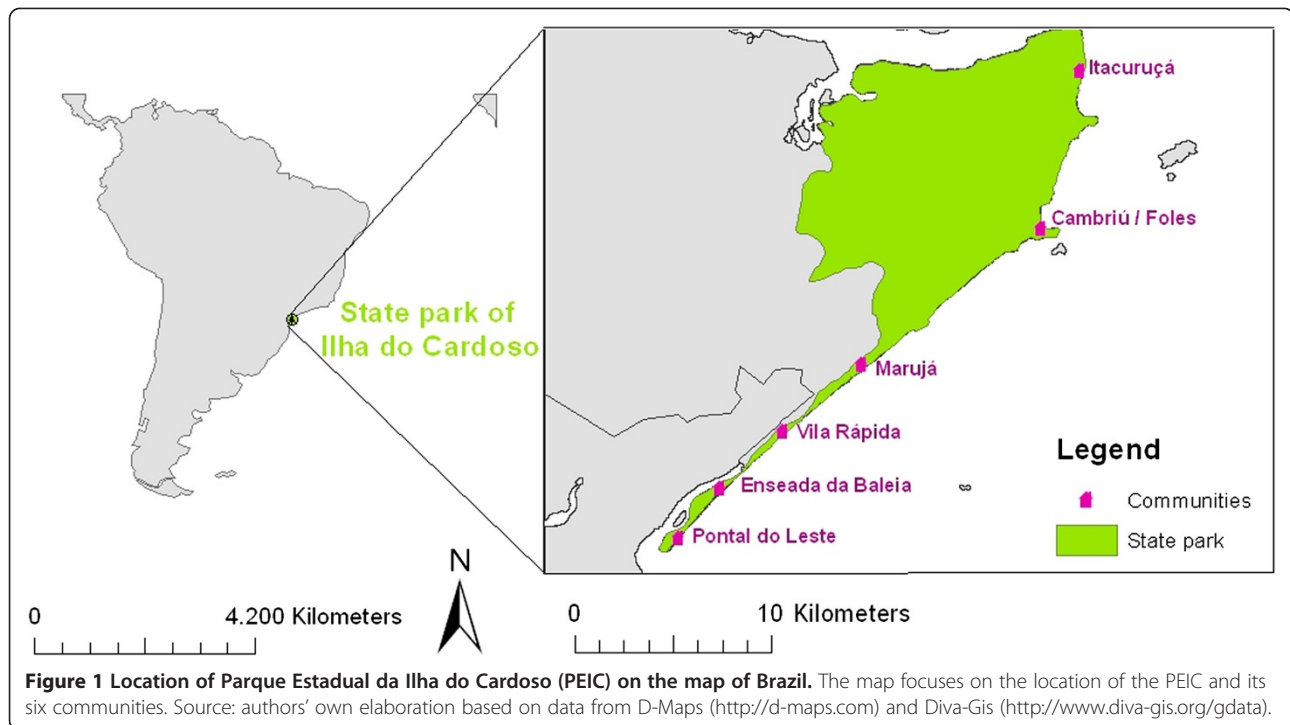 Itacuruçá
Cambriú / Foles
State park of
Ilha do Cardoso
Marujá
Vila Rápida
Enseada da Baleia
Pontal do Leste
Legend
Communities
State park
N
0 4.200 Kilometers
0 10 Kilometers
Figure 1 Location of Parque Estadual da Ilha do Cardoso (PEIC) on the map of Brazil. The map focuses on the location of the PEIC and its
six communities. Source: authors' own elaboration based on data from D-Maps (http://d-maps.com) and Diva-Gis (http://www.diva-gis.org/gdata).